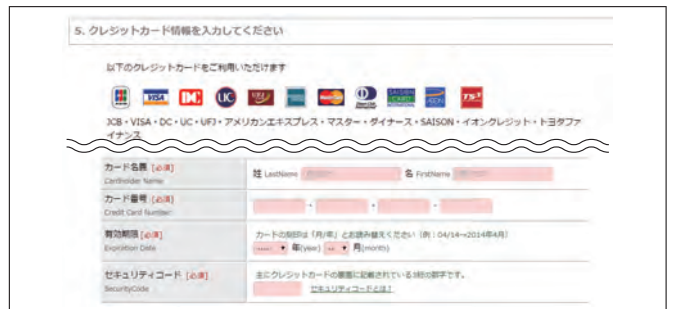 5. クレジットカード情報を入力してください
以下のクレジットカードをご利用いただけます
JCB VISA DC UC UFJ
JCB・VISA・DC・UC・UFJ・アメリカンエキスプレス・マスター・ダイナース・SAISON・イオンクレジット・トヨタファ
イナンス
カード名義 [必須] 姓 LastName 名 FirstName
Cardholder Name
カード番号 [必須] - - -
Credit Card Number
有効期限 [必須] カードの刻印は「月/年」とお読み替えください (例:04/14→2014年4月)
Expiration Date 年(year) 月(month)
セキュリティコード [必須] 主にクレジットカードの裏面に記載されている3桁の数字です。
SecurityCode セキュリティコードとは!